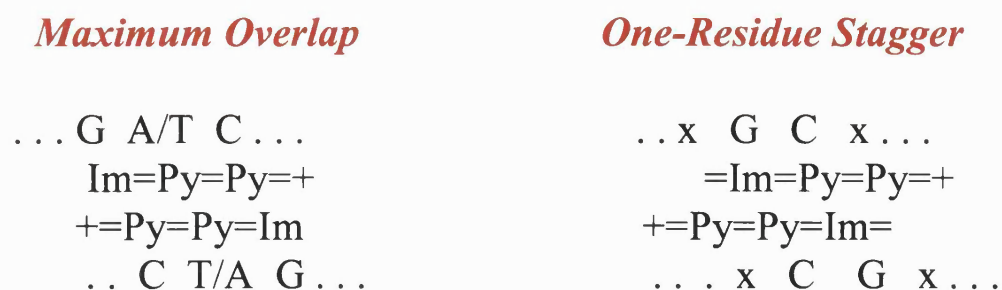 Maximum Overlap
One-Residue Stagger
. . . G A/T C . . .
Im=Py=Py=+
+=Py=Py=Im
. . C T/A G . . .
. . x G C x . . .
=Im=Py=Py=+
+=Py=Py=Im=
. . . x C G x . . .